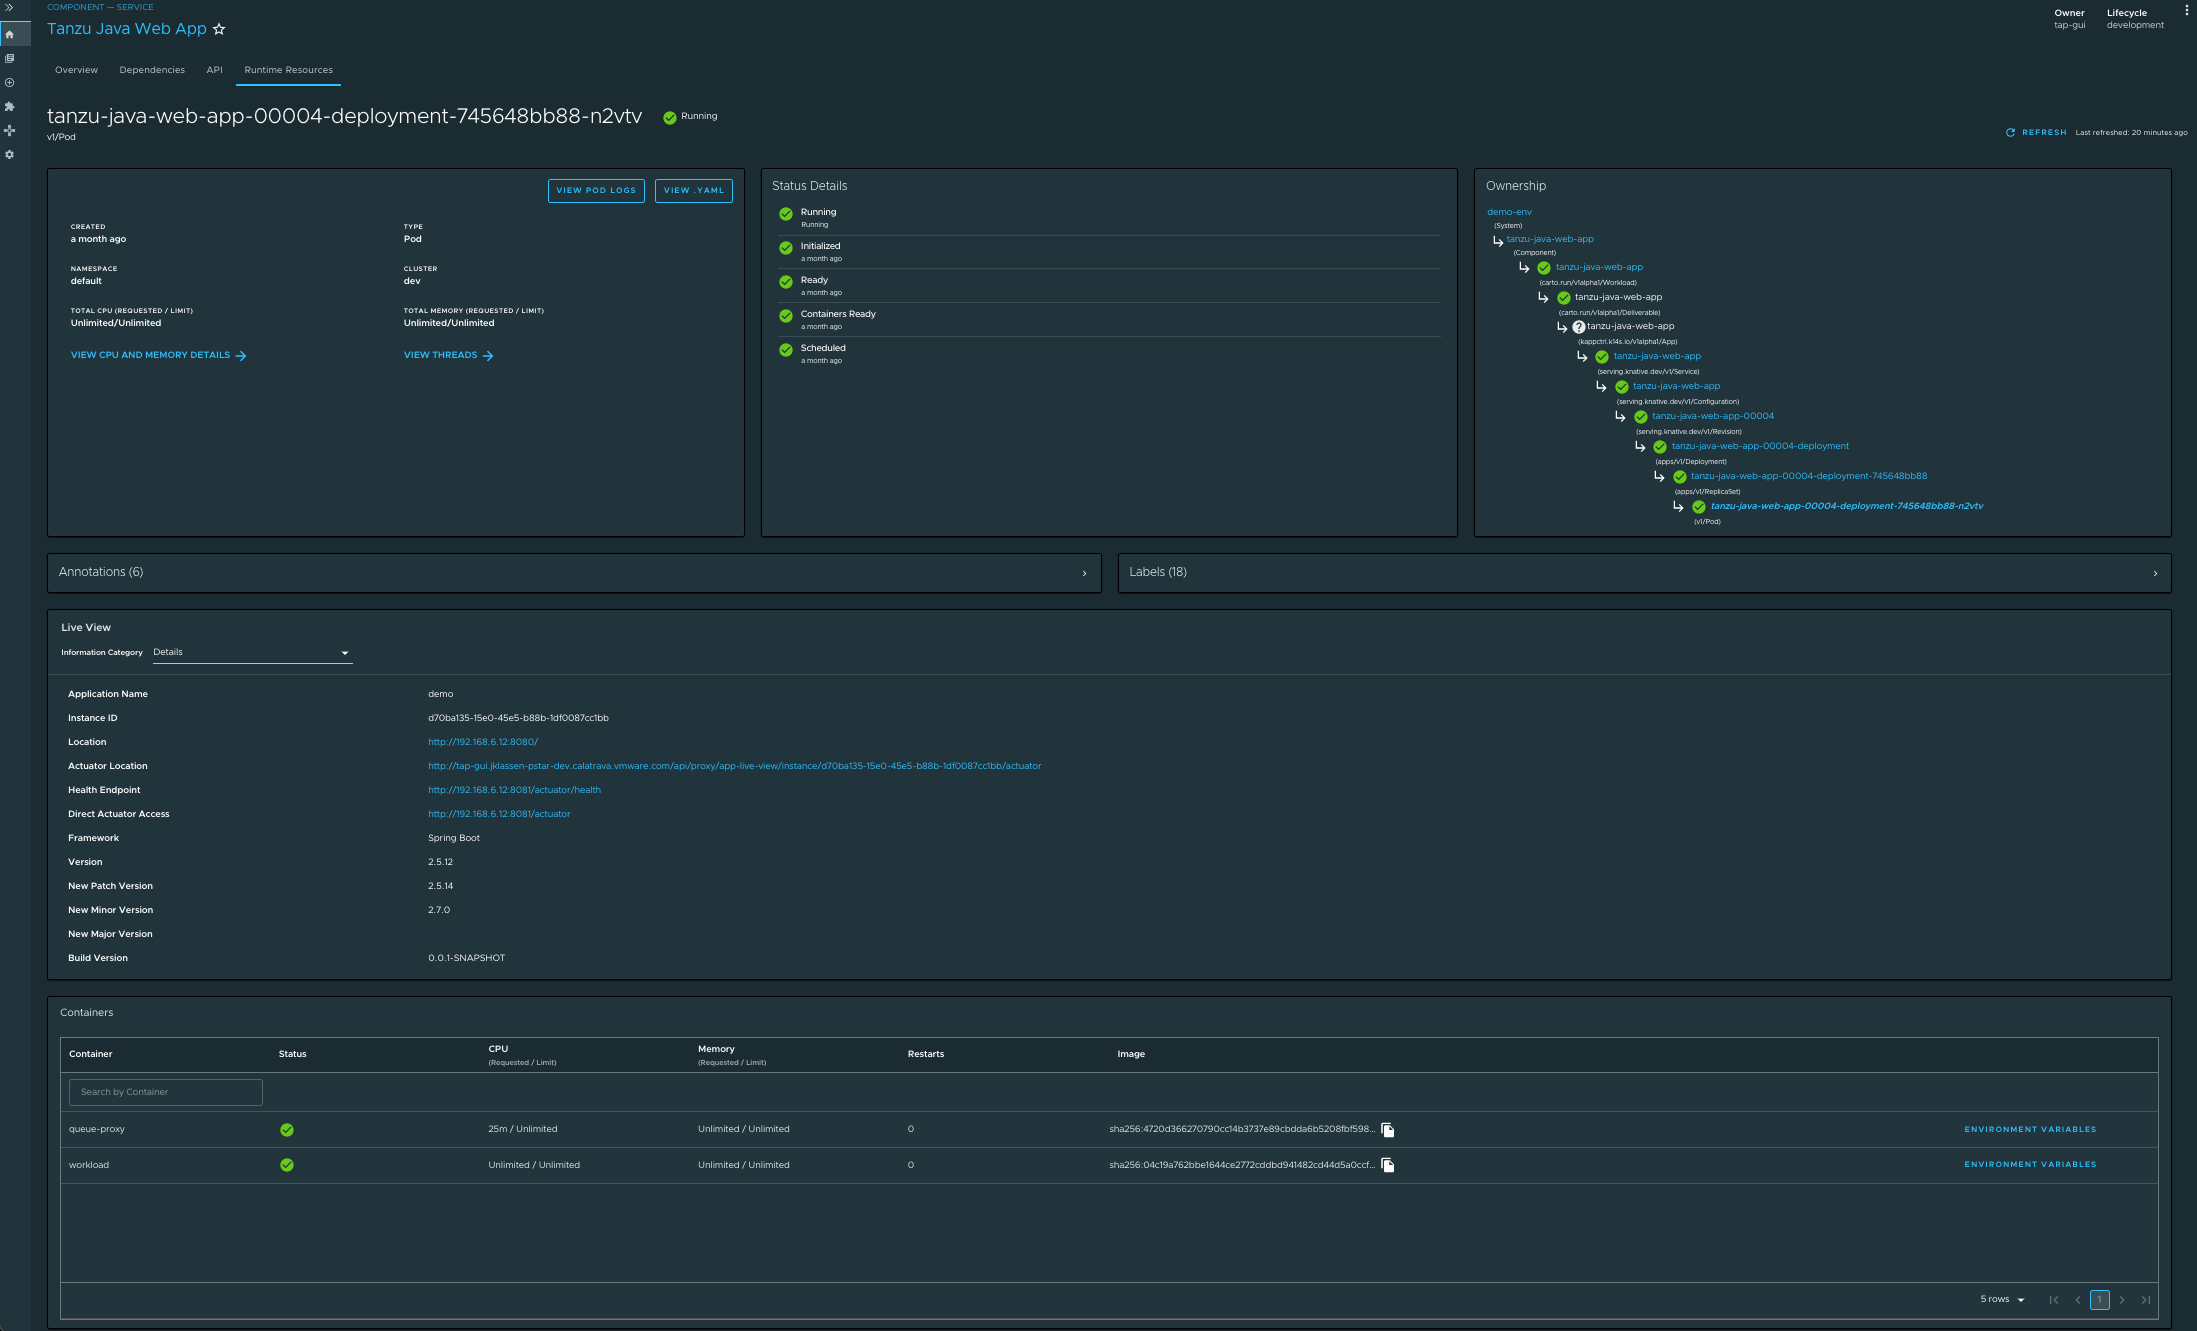 COMPONENT — SERVICE
Tanzu Java Web App
Owner
tap-gui
Lifecycle
development
Overview
Dependencies
API
Runtime Resources
tanzu-java-web-app-00004-deployment-745648bb88-n2vtv
Running
v1/Pod
REFRESH
Last refreshed: 20 minutes ago
VIEW POD LOGS
VIEW .YAML
CREATED
a month ago
TYPE
Pod
NAMESPACE
default
CLUSTER
dev
TOTAL CPU (REQUESTED / LIMIT)
Unlimited/Unlimited
TOTAL MEMORY (REQUESTED / LIMIT)
Unlimited/Unlimited
VIEW CPU AND MEMORY DETAILS
VIEW THREADS
Status Details
Running
Running
Initialized
a month ago
Ready
a month ago
Containers Ready
a month ago
Scheduled
a month ago
Ownership
demo-env
(System)
tanzu-java-web-app
(Component)
tanzu-java-web-app
(carto.run/v1alpha1/Workload)
tanzu-java-web-app
(carto.run/v1alpha1/Deliverable)
tanzu-java-web-app
(kappctrl.k14s.io/v1alpha1/App)
tanzu-java-web-app
(serving.knative.dev/v1/Service)
tanzu-java-web-app
(serving.knative.dev/v1/Configuration)
tanzu-java-web-app-00004
(serving.knative.dev/v1/Revision)
tanzu-java-web-app-00004-deployment
(apps/v1/Deployment)
tanzu-java-web-app-00004-deployment-745648bb88
(apps/v1/ReplicaSet)
tanzu-java-web-app-00004-deployment-745648bb88-n2vtv
(v1/Pod)
Annotations (6)
Labels (18)
Live View
Information Category Details
Application Name demo
Instance ID d70ba135-15e0-45e5-b88b-1df0087cc1bb
Location http://192.168.6.12:8080/
Actuator Location http://tap-gui.jklassen-pstar-dev.calatrava.vmware.com/api/proxy/app-live-view/instance/d70ba135-15e0-45e5-b88b-1df0087cc1bb/actuator
Health Endpoint http://192.168.6.12:8081/actuator/health
Direct Actuator Access http://192.168.6.12:8081/actuator
Framework Spring Boot
Version 2.5.12
New Patch Version 2.5.14
New Minor Version 2.7.0
New Major Version
Build Version 0.0.1-SNAPSHOT
Containers
Container Status CPU Memory Restarts Image
(Requested / Limit) (Requested / Limit)
Search by Container
queue-proxy 25m / Unlimited Unlimited / Unlimited 0 sha256:4720d366270790cc14b3737e89cbdda6b5208fbf598... ENVIRONMENT VARIABLES
workload Unlimited / Unlimited Unlimited / Unlimited 0 sha256:04c19a762bbe1644ce2772cddbd941482cd44d5a0ccf... ENVIRONMENT VARIABLES
5 rows 1